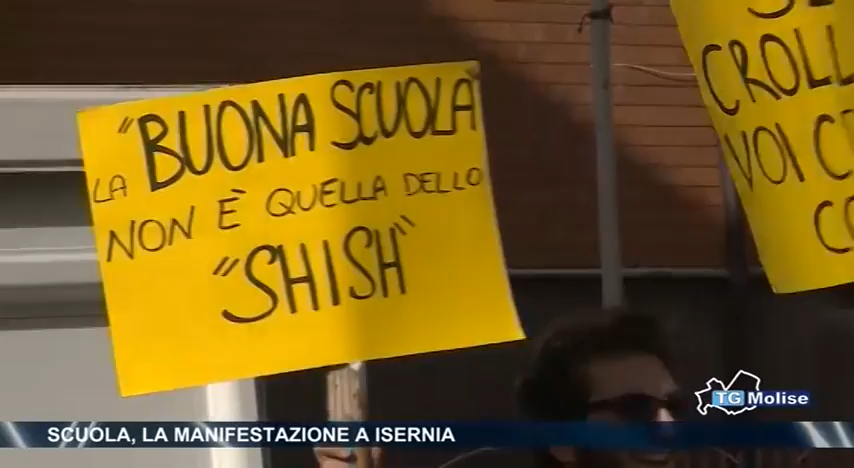 LA "BUONA SCUOLA
NON È QUELLA DELLO
"SHISH"
CROLL
VOI
TG Molise
SCUOLA, LA MANIFESTAZIONE A ISERNIA